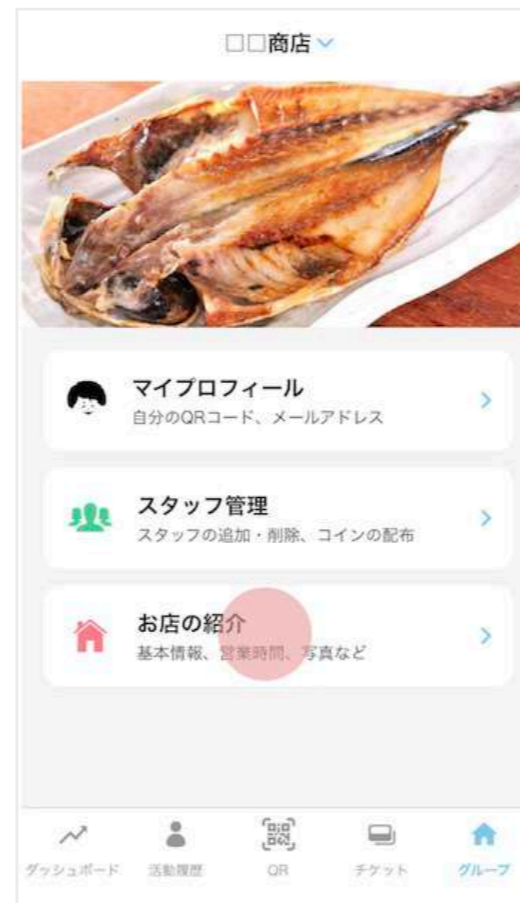 □□商店
マイプロフィール
自分のQRコード、メールアドレス
スタッフ管理
スタッフの追加・削除、コインの配布
お店の紹介
基本情報、営業時間、写真など
ダッシュボード
活動履歴
QR
チケット
グループ